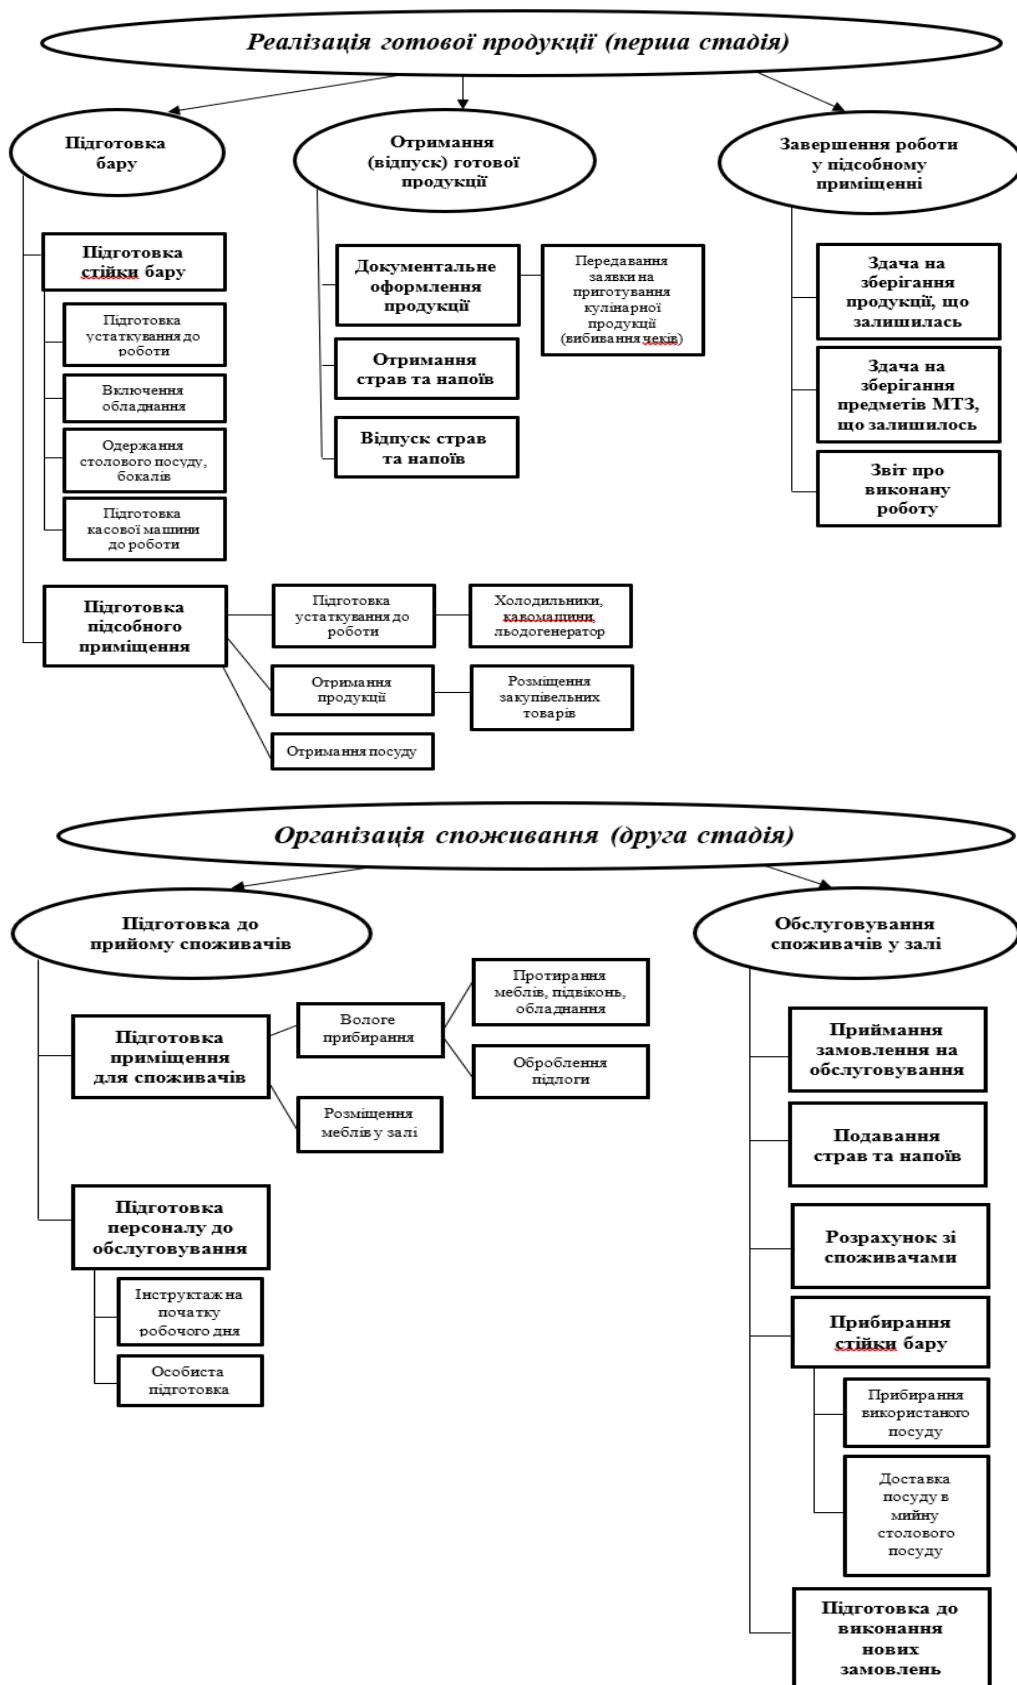 Реалізація готової продукції (перша стадія)
Підготовка
бару
Отримання
(відпуск) готової
продукції
Завершення роботи
у підсобному
приміщенні
Підготовка
стійки бару
Підготовка
устаткування до
роботи
Включення
обладнання
Одержання
столового посуду,
бокалів
Підготовка
касової машини
до роботи
Документальне
оформлення
продукції
Передавання
заявки на
приготування
кулінарної
продукції
(вибивання чеків)
Отримання
страв та напоїв
Відпуск страв
та напоїв
Здача на
зберігання
продукції, що
залишилась
Здача на
зберігання
предметів МТЗ,
що залишилось
Звіт про
виконану
роботу
Підготовка
підсобного
приміщення
Підготовка
устаткування до
роботи
Холодильники,
кавомашини,
льодогенератор
Отримання
продукції
Розміщення
закупівельних
товарів
Отримання посуду
Організація споживання (друга стадія)
Підготовка до
прийому споживачів
Обслуговування
споживачів у залі
Підготовка
приміщення
для споживачів
Вологе
прибирання
Протирання
меблів, підвіконь,
обладнання
Оброблення
підлоги
Розміщення
меблів у залі
Підготовка
персоналу до
обслуговування
Інструктаж на
початку
робочого дня
Особиста
підготовка
Приймання
замовлення на
обслуговування
Подавання
страв та напоїв
Розрахунок зі
споживачами
Прибирання
стійки бару
Прибирання
використаного
посуду
Доставка
посуду в
мийну
столового
посуду
Підготовка до
виконання
нових
замовлень